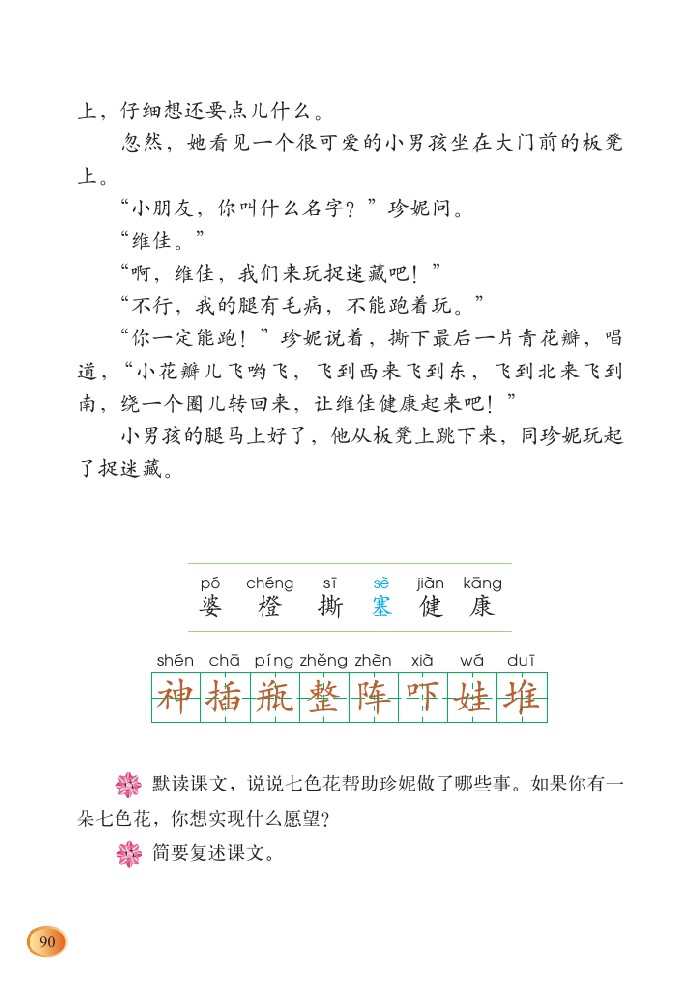 上，仔细想还要点儿什么。
忽然，她看见一个很可爱的小男孩坐在大门前的板凳
上。
“小朋友，你叫什么名字？”珍妮问。
“维佳。”
“啊，维佳，我们来玩捉迷藏吧！”
“不行，我的腿有毛病，不能跑着玩。”
“你一定能跑！”珍妮说着，撕下最后一片青花瓣，唱
道，“小花瓣儿飞哟飞，飞到西来飞到东，飞到北来飞到
南，绕一个圈儿转回来，让维佳健康起来吧！”
小男孩的腿马上好了，他从板凳上跳下来，同珍妮玩起
了捉迷藏。
pó chéng sī sè jiàn kāng
婆 橙 撕 塞 健 康
shén chā píng zhěng zhèn xià wá duī
神 插 瓶 整 阵 吓 娃 堆
默读课文，说说七色花帮助珍妮做了哪些事。如果你有一
朵七色花，你想实现什么愿望？
简要复述课文。
90